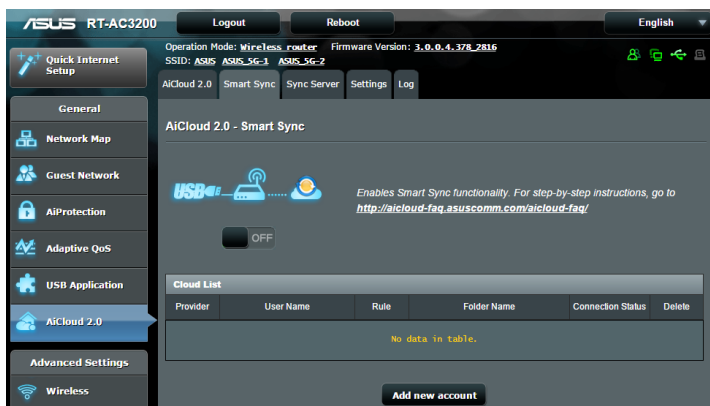 ASUS RT-AC3200 Logout Reboot English
Quick Internet Setup
Operation Mode: Wireless router Firmware Version: 3.0.0.4.378_2816
SSID: ASUS ASUS_5G-1 ASUS_5G-2
AiCloud 2.0 Smart Sync Sync Server Settings Log
General
Network Map
Guest Network
AiProtection
Adaptive QoS
USB Application
AiCloud 2.0
Advanced Settings
Wireless
AiCloud 2.0 - Smart Sync
USB
Enables Smart Sync functionality. For step-by-step instructions, go to
http://aicloud-faq.asuscomm.com/aicloud-faq/
OFF
Cloud List
Provider User Name Rule Folder Name Connection Status Delete
No data in table.
Add new account